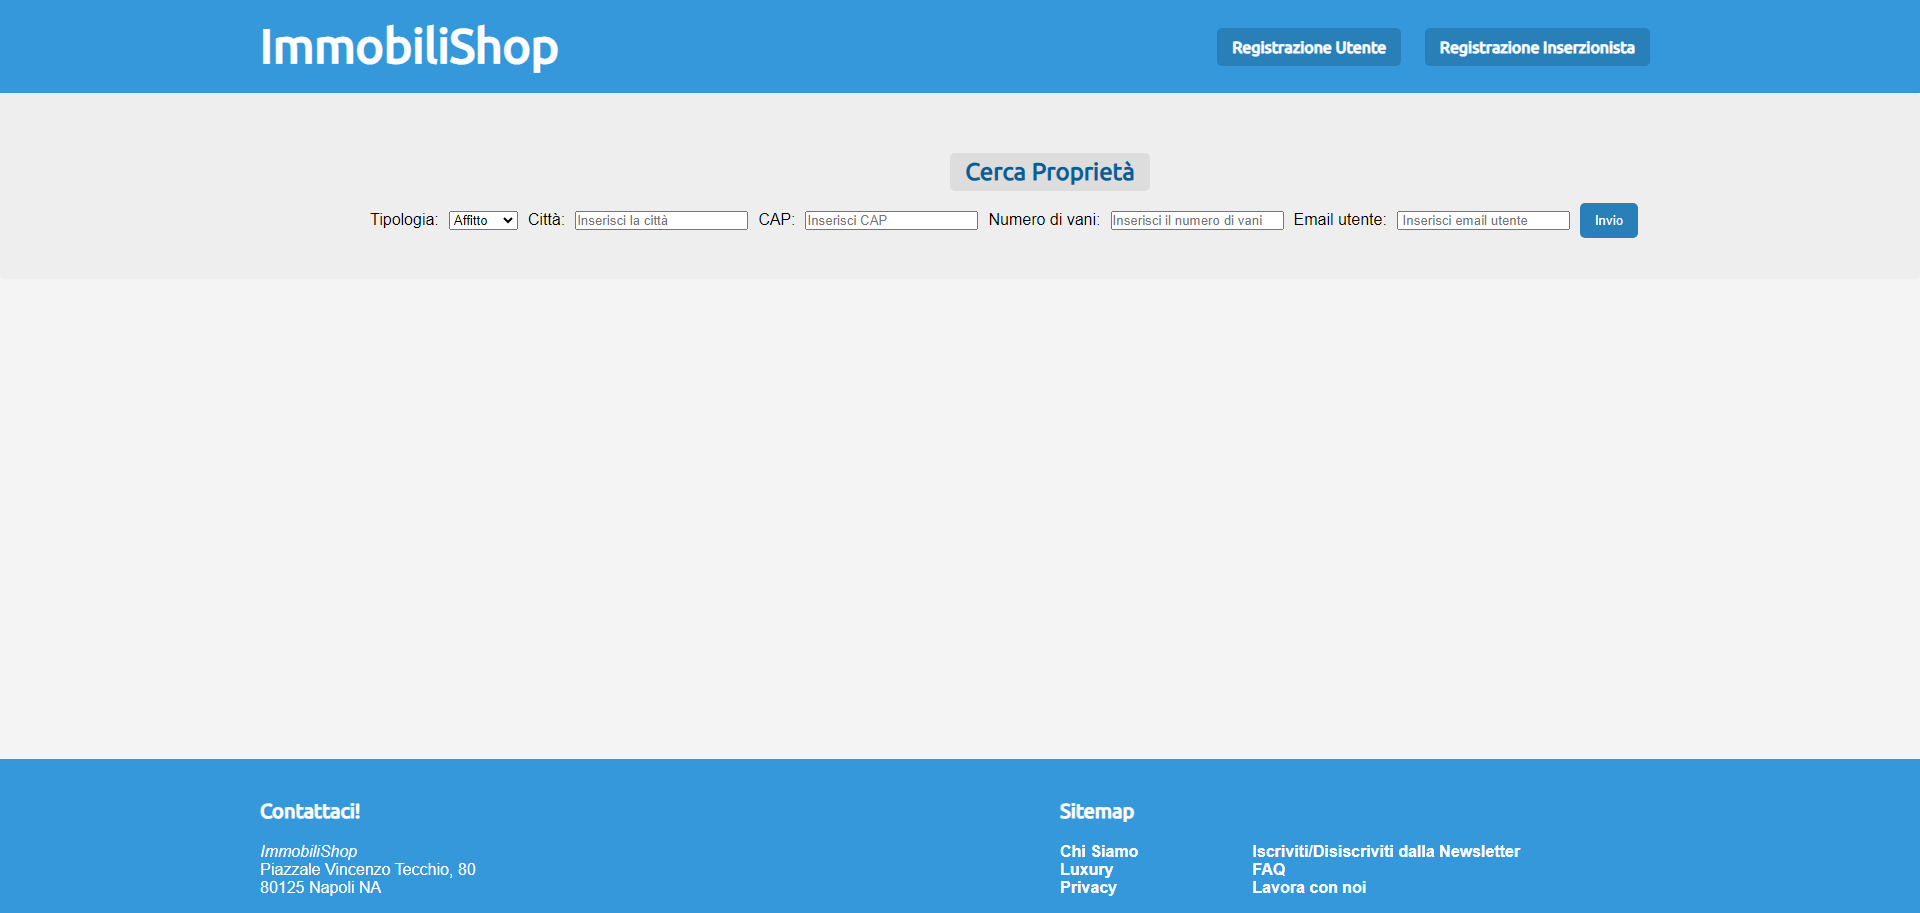 ImmobiliShop
Registrazione Utente Registrazione Inserzionista
Cerca Proprietà
Tipologia: Affitto Città: Inserisci la città CAP: Inserisci CAP Numero di vani: Inserisci il numero di vani Email utente: Inserisci email utente Invio
Contattaci!
ImmobiliShop
Piazzale Vincenzo Tecchio, 80
80125 Napoli NA
Sitemap
Chi Siamo
Luxury
Privacy
Iscriviti/Disiscriviti dalla Newsletter
FAQ
Lavora con noi